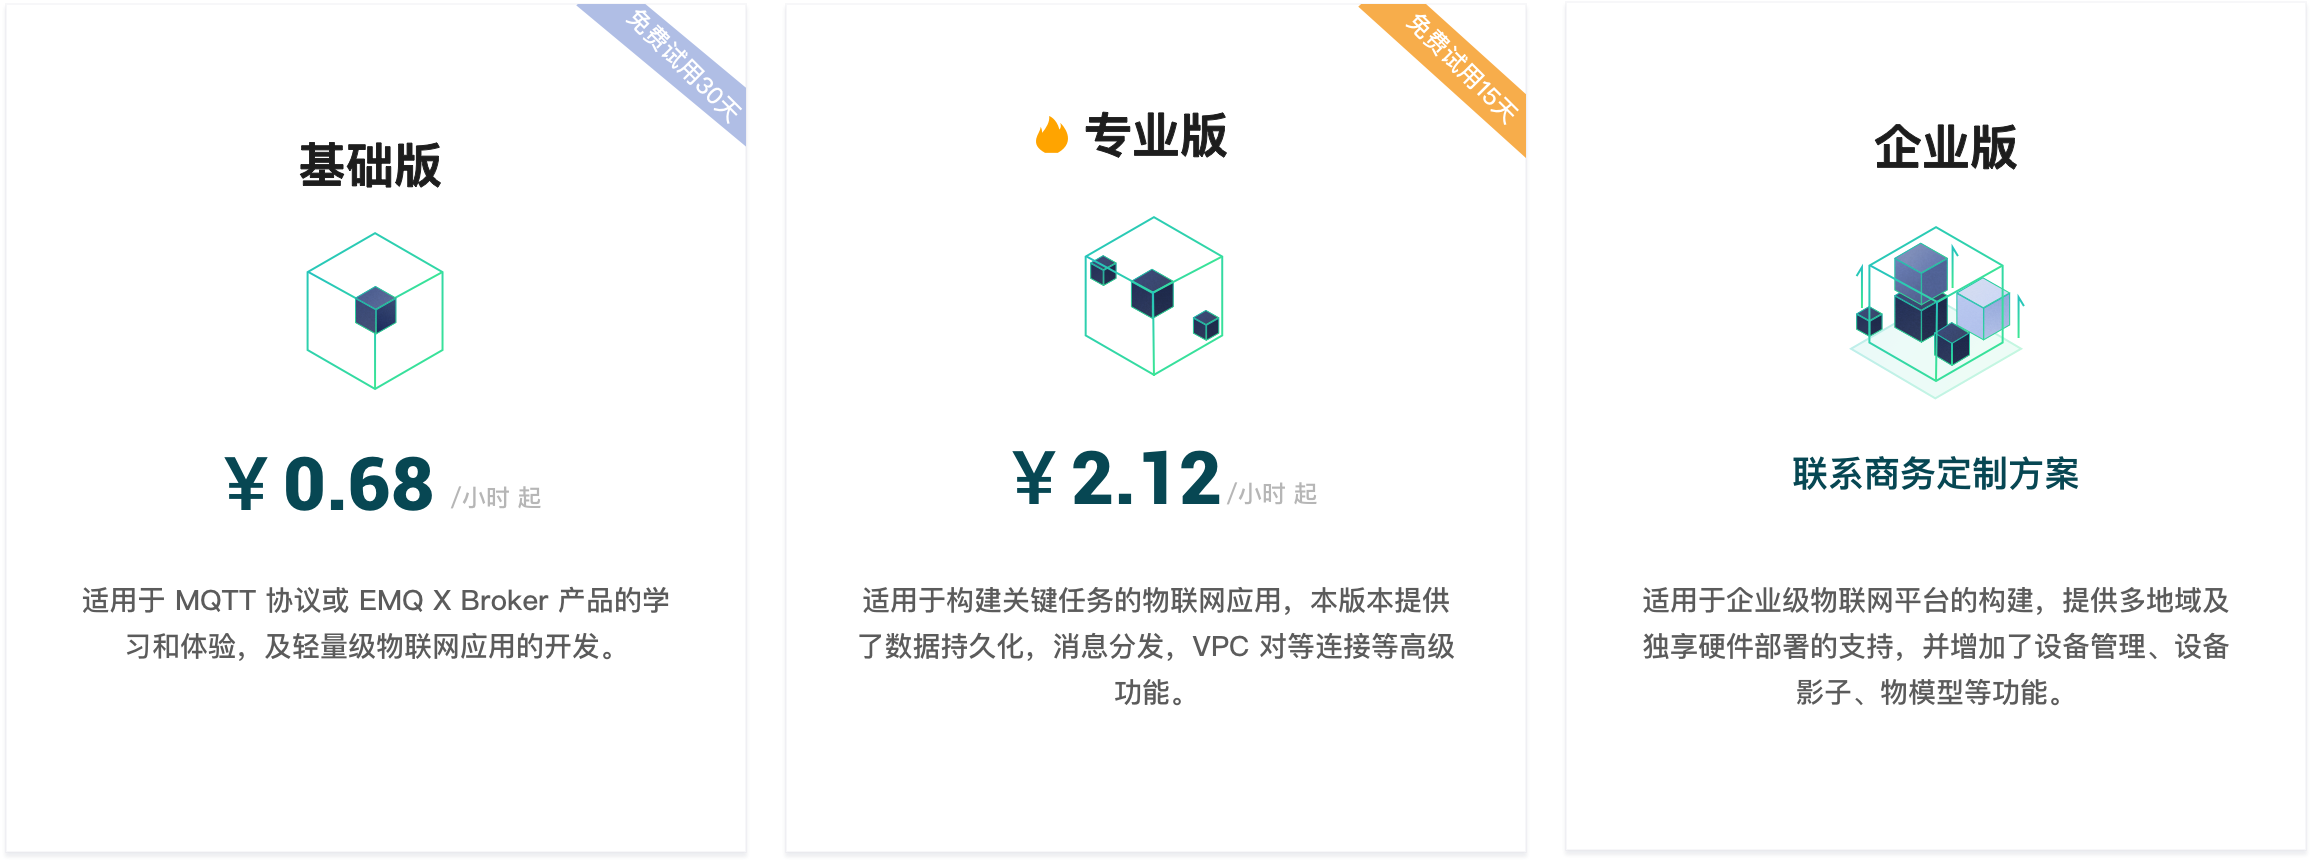 免费试用30天
基础版
¥0.68 /小时 起
适用于 MQTT 协议或 EMQ X Broker 产品的学
习和体验，及轻量级物联网应用的开发。
免费试用15天
专业版
¥2.12 /小时 起
适用于构建关键任务的物联网应用，本版本提供
了数据持久化，消息分发，VPC 对等连接等高级
功能。
企业版
联系商务定制方案
适用于企业级物联网平台的构建，提供多地域及
独享硬件部署的支持，并增加了设备管理、设备
影子、物模型等功能。